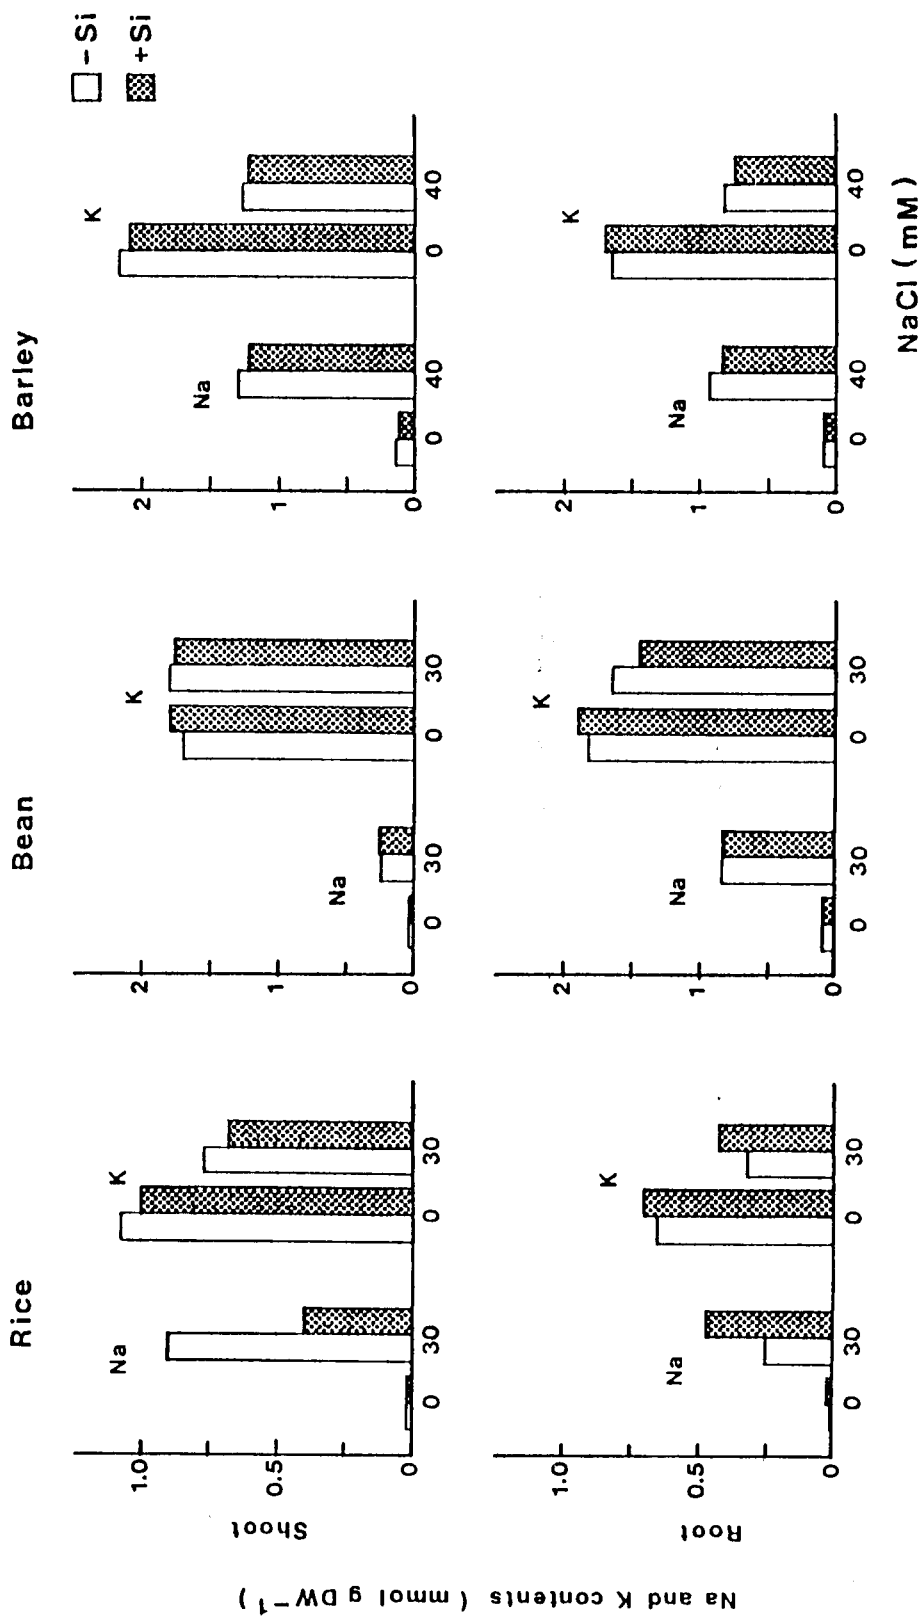 Rice
Bean
Barley
- Si
+ Si
Na and K contents ( mmol g DW⁻¹ )
Shoot
1.0
0.5
0
Na
K
0 30 0 30
2
1
0
Na
K
0 30 0 30
2
1
0
Na
K
0 40 0 40
Root
1.0
0.5
0
Na
K
0 30 0 30
2
1
0
Na
K
0 30 0 30
2
1
0
Na
K
0 40 0 40
NaCl ( mM )